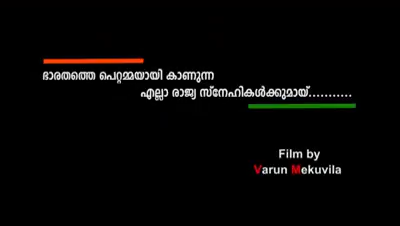 ഭാരതത്തെ പെറ്റമ്മയായി കാണുന്ന
എല്ലാ രാജ്യ സ്നേഹികൾക്കുമായ്...........
Film by
Varun Mekuvila